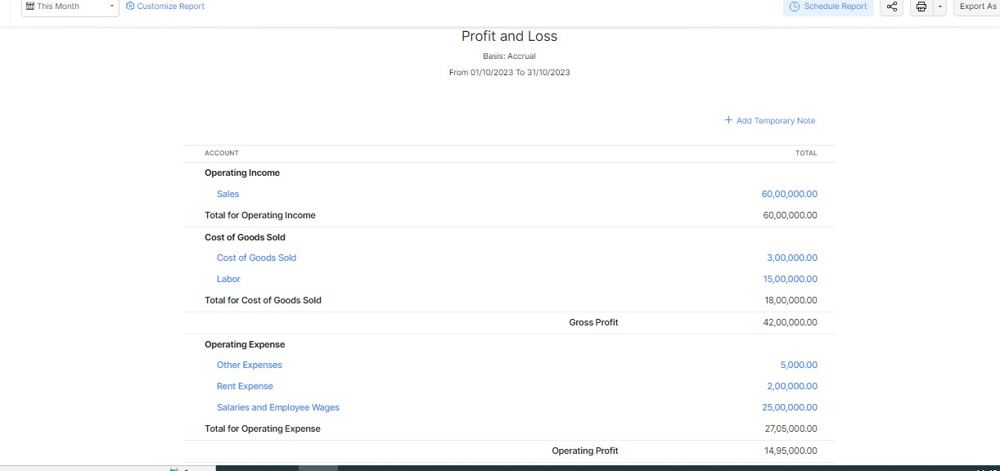 This Month Customize Report Schedule Report Export As
Profit and Loss
Basis: Accrual
From 01/10/2023 To 31/10/2023
+ Add Temporary Note
ACCOUNT TOTAL
Operating Income
Sales 60,00,000.00
Total for Operating Income 60,00,000.00
Cost of Goods Sold
Cost of Goods Sold 3,00,000.00
Labor 15,00,000.00
Total for Cost of Goods Sold 18,00,000.00
Gross Profit 42,00,000.00
Operating Expense
Other Expenses 5,000.00
Rent Expense 2,00,000.00
Salaries and Employee Wages 25,00,000.00
Total for Operating Expense 27,05,000.00
Operating Profit 14,95,000.00